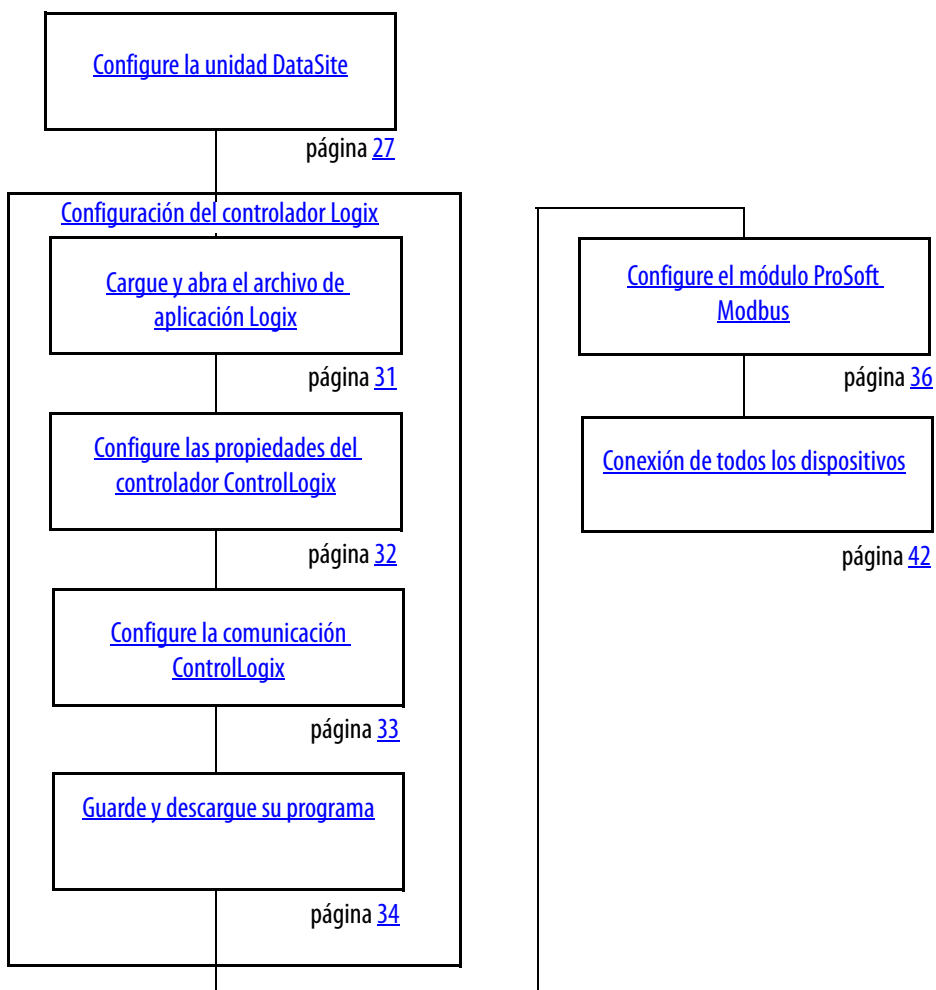 Configure la unidad DataSite
página 27
Configuración del controlador Logix
Cargue y abra el archivo de
aplicación Logix
página 31
Configure las propiedades del
controlador ControlLogix
página 32
Configure la comunicación
ControlLogix
página 33
Guarde y descargue su programa
página 34
Configure el módulo ProSoft
Modbus
página 36
Conexión de todos los dispositivos
página 42